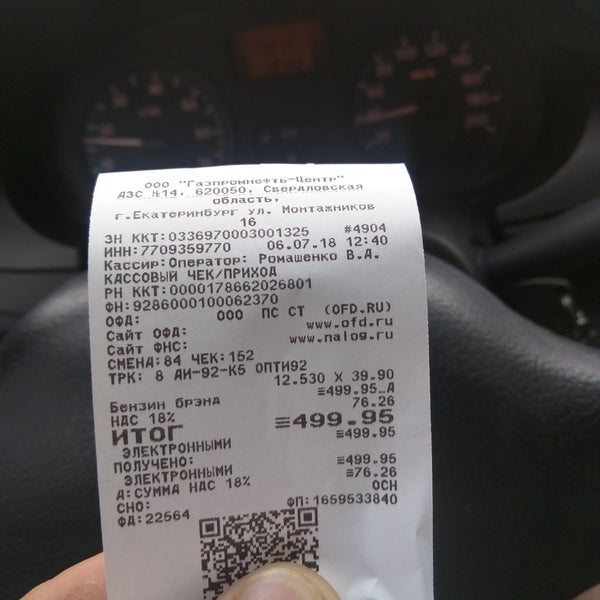 ООО "Газпромнефть-Центр"
АЗС №14, 620050, Свердловская
область,
г.Екатеринбург ул. Монтажников
16
ЗН ККТ:0336970003001325 #4904
ИНН:7709359770 06.07.18 12:40
Кассир:Оператор: Ромашенко В.А.
КАССОВЫЙ ЧЕК/ПРИХОД
РН ККТ:0000178662026801
ФН:9286000100062370
ОФД: ООО ПС СТ (OFD.RU)
Сайт ОФД: www.ofd.ru
Сайт ФНС: www.nalog.ru
СМЕНА:84 ЧЕК:152
ТРК: 8 АИ-92-К5 ОПТИ92
12.530 X 39.90
Бензин брэнд ≡499.95_А
НДС 18% 76.26
ИТОГ ≡499.95
ЭЛЕКТРОННЫМИ ≡499.95
ПОЛУЧЕНО:
ЭЛЕКТРОННЫМИ ≡499.95
Д:СУММА НДС 18% ≡76.26
СНО: ОСН
ФД:22564 ФП:1659533840